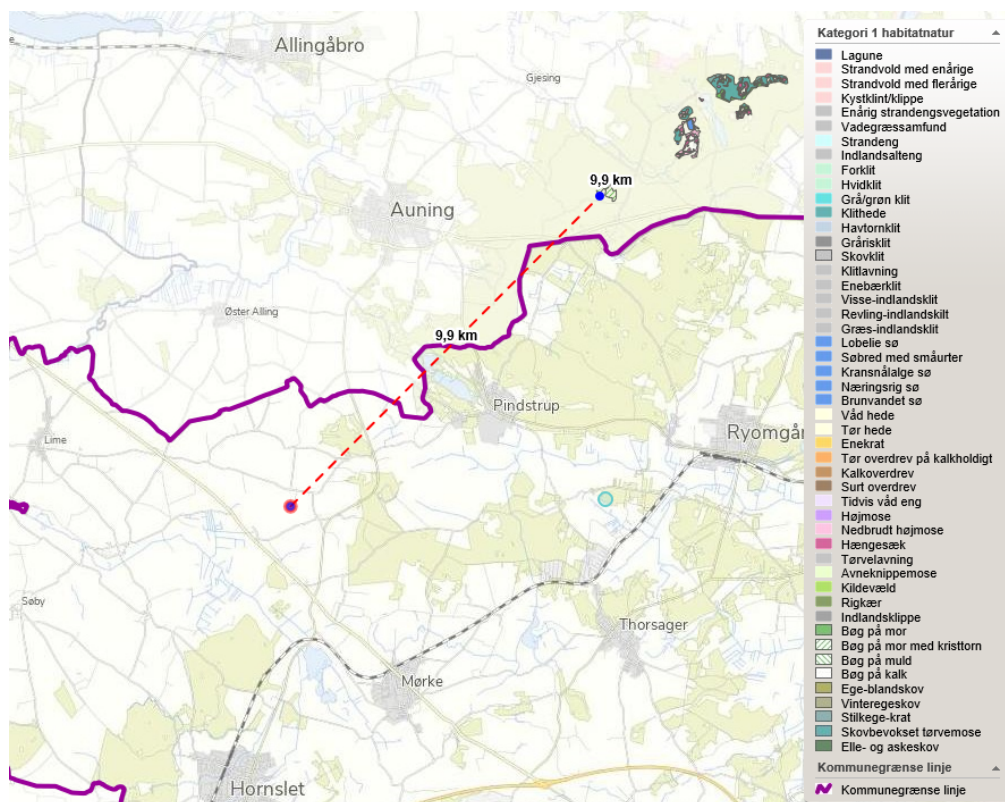 Allingåbro
Gjesing
9,9 km
Auning
Øster Alling
9,9 km
Pindstrup
Lime
Ryomgår
Søby
Thorsager
Mørke
Hornslet
Kategori 1 habitatnatur
Lagune
Strandvold med enårige
Strandvold med flerårige
Kystklint/klippe
Enårig strandengsvegetation
Vadegræssamfund
Strandeng
Indlandsalteng
Forklit
Hvidklit
Grå/grøn klit
Klithede
Havtornklit
Grårisklit
Skovklit
Klitlavning
Enebærklit
Visse-indlandsklit
Revling-indlandskilt
Græs-indlandsklit
Lobelie sø
Søbred med småurter
Kransnålalge sø
Næringsrig sø
Brunvandet sø
Våd hede
Tør hede
Enekrat
Tør overdrev på kalkholdigt
Kalkoverdrev
Surt overdrev
Tidvis våd eng
Højmose
Nedbrudt højmose
Hængesæk
Tørvelavning
Avneknippemose
Kildevæld
Rigkær
Indlandsklippe
Bøg på mor
Bøg på mor med kristtorn
Bøg på muld
Bøg på kalk
Ege-blandskov
Vinteregeskov
Stilkege-krat
Skovbevokset tørvemose
Elle- og askeskov
Kommunegrænse linje
Kommunegrænse linje